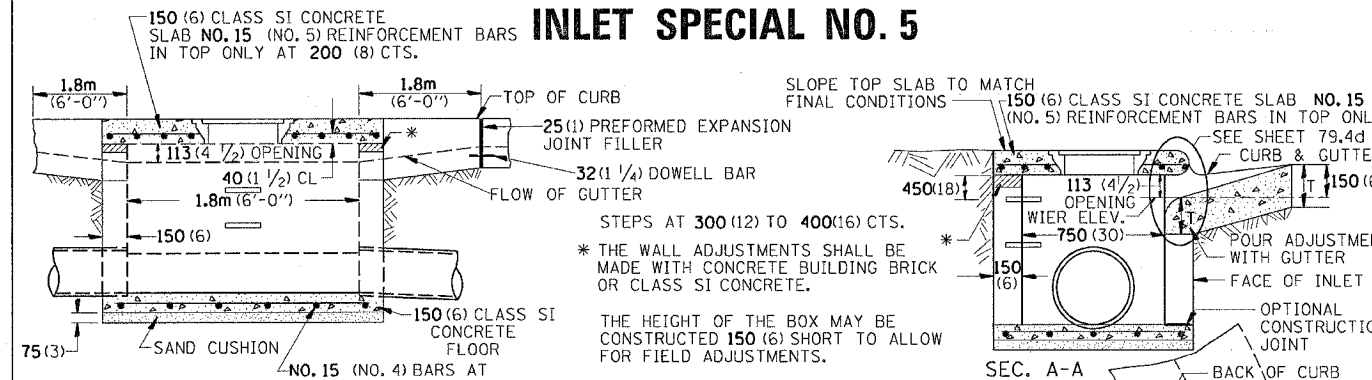 INLET SPECIAL NO. 5
150 (6) CLASS SI CONCRETE
SLAB NO. 15 (NO. 5) REINFORCEMENT BARS
IN TOP ONLY AT 200 (8) CTS.
1.8m
(6'-0")
1.8m
(6'-0")
TOP OF CURB
25(1) PREFORMED EXPANSION
JOINT FILLER
*
113 (4 1/2) OPENING
40 (1 1/2) CL
32(1 1/4) DOWELL BAR
FLOW OF GUTTER
1.8m (6'-0")
150 (6)
STEPS AT 300 (12) TO 400(16) CTS.
* THE WALL ADJUSTMENTS SHALL BE
MADE WITH CONCRETE BUILDING BRICK
OR CLASS SI CONCRETE.
THE HEIGHT OF THE BOX MAY BE
CONSTRUCTED 150 (6) SHORT TO ALLOW
FOR FIELD ADJUSTMENTS.
150 (6) CLASS SI
CONCRETE
FLOOR
75(3)
SAND CUSHION
NO. 15 (NO. 4) BARS AT
SLOPE TOP SLAB TO MATCH
FINAL CONDITIONS
150 (6) CLASS SI CONCRETE SLAB NO. 15
(NO. 5) REINFORCEMENT BARS IN TOP ONL
SEE SHEET 79.4d
CURB & GUTTE
450(18)
113 (4 1/2)
OPENING
WIER ELEV.
T
T
150 (6
750 (30)
*
150
(6)
POUR ADJUSTME
WITH GUTTER
FACE OF INLET
OPTIONAL
CONSTRUCTIO
JOINT
SEC. A-A
BACK OF CURB